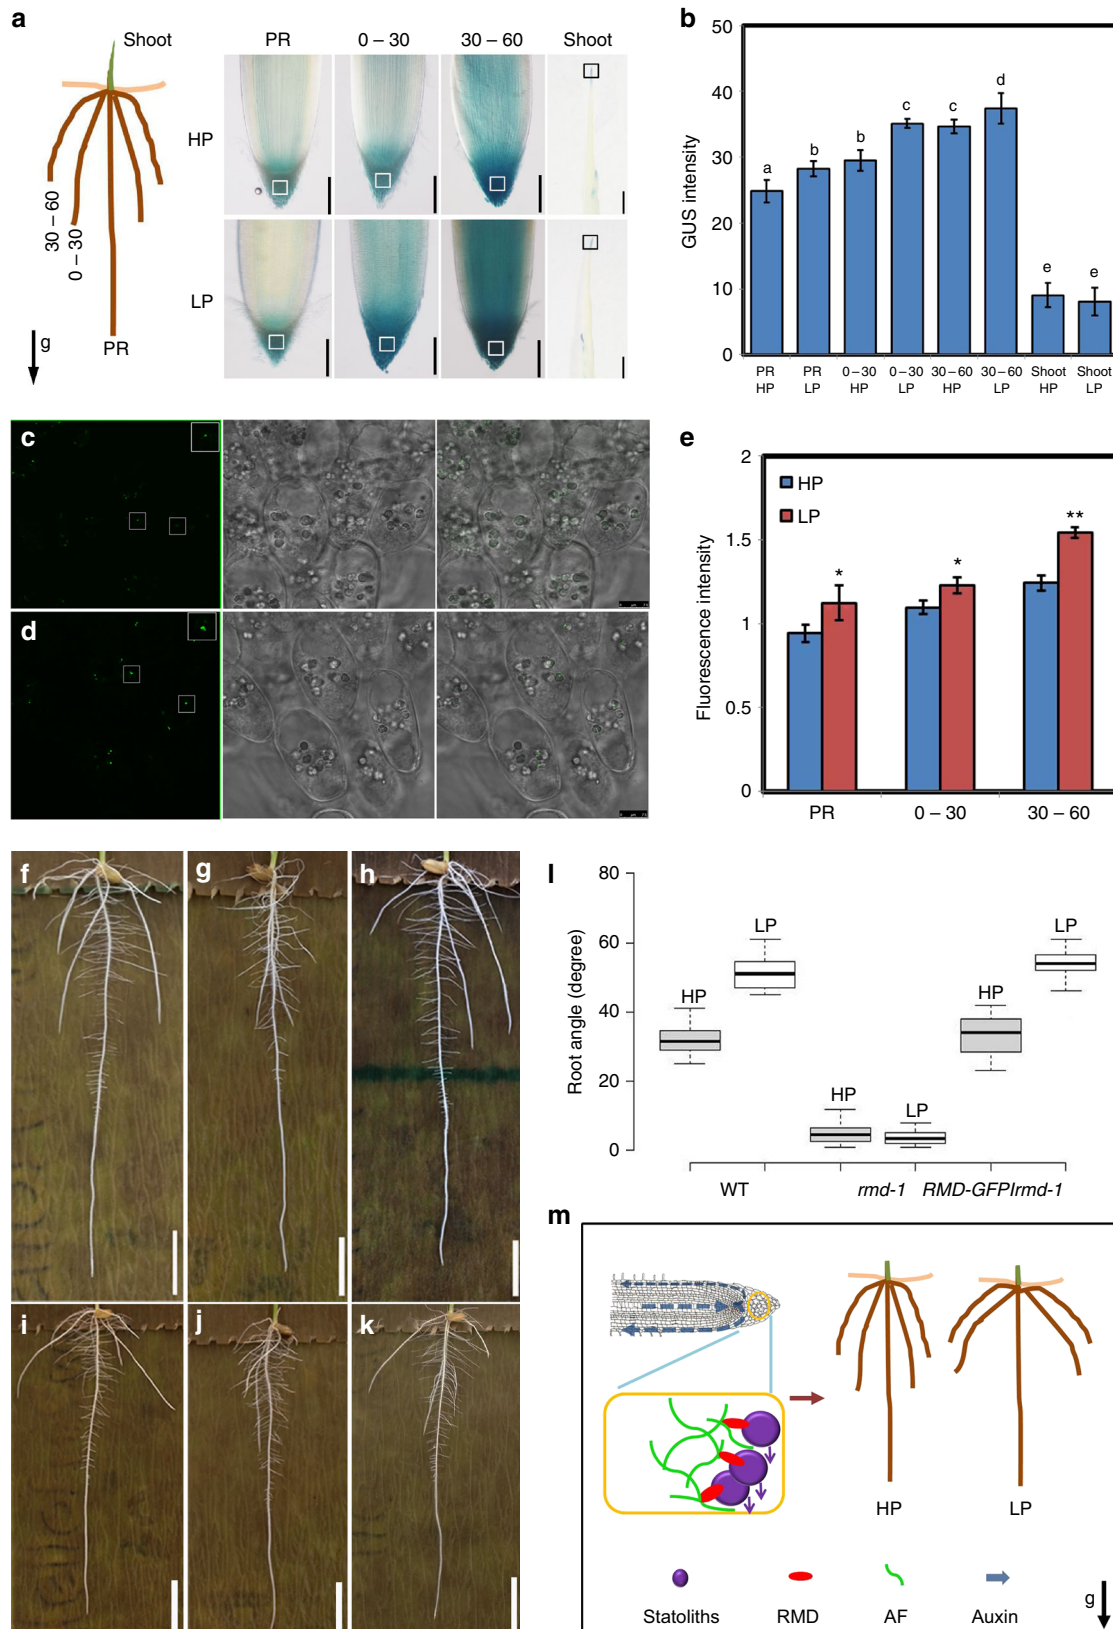 a
Shoot
30 – 60
0 – 30
PR
g
PR
0 – 30
30 – 60
Shoot
HP
LP
b
GUS intensity
50
40
30
20
10
0
a
b
b
c
c
d
e
e
PR HP
PR LP
0 – 30 HP
0 – 30 LP
30 – 60 HP
30 – 60 LP
Shoot HP
Shoot LP
c
d
e
Fluorescence intensity
2
1.5
1
0.5
0
HP
LP
*
*
**
PR
0 – 30
30 – 60
f
g
h
i
j
k
l
Root angle (degree)
80
60
40
20
0
HP
LP
HP
LP
HP
LP
WT
rmd-1
RMD-GFP/rmd-1
m
HP
LP
Statoliths
RMD
AF
Auxin
g